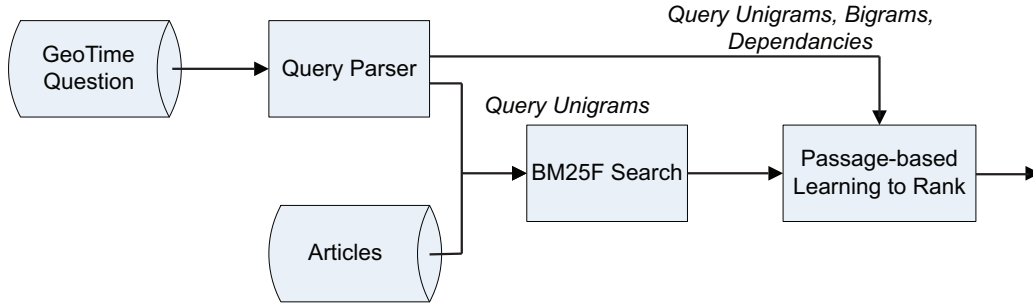 GeoTime
Question
Query Parser
Query Unigrams, Bigrams,
Dependancies
Query Unigrams
BM25F Search
Passage-based
Learning to Rank
Articles